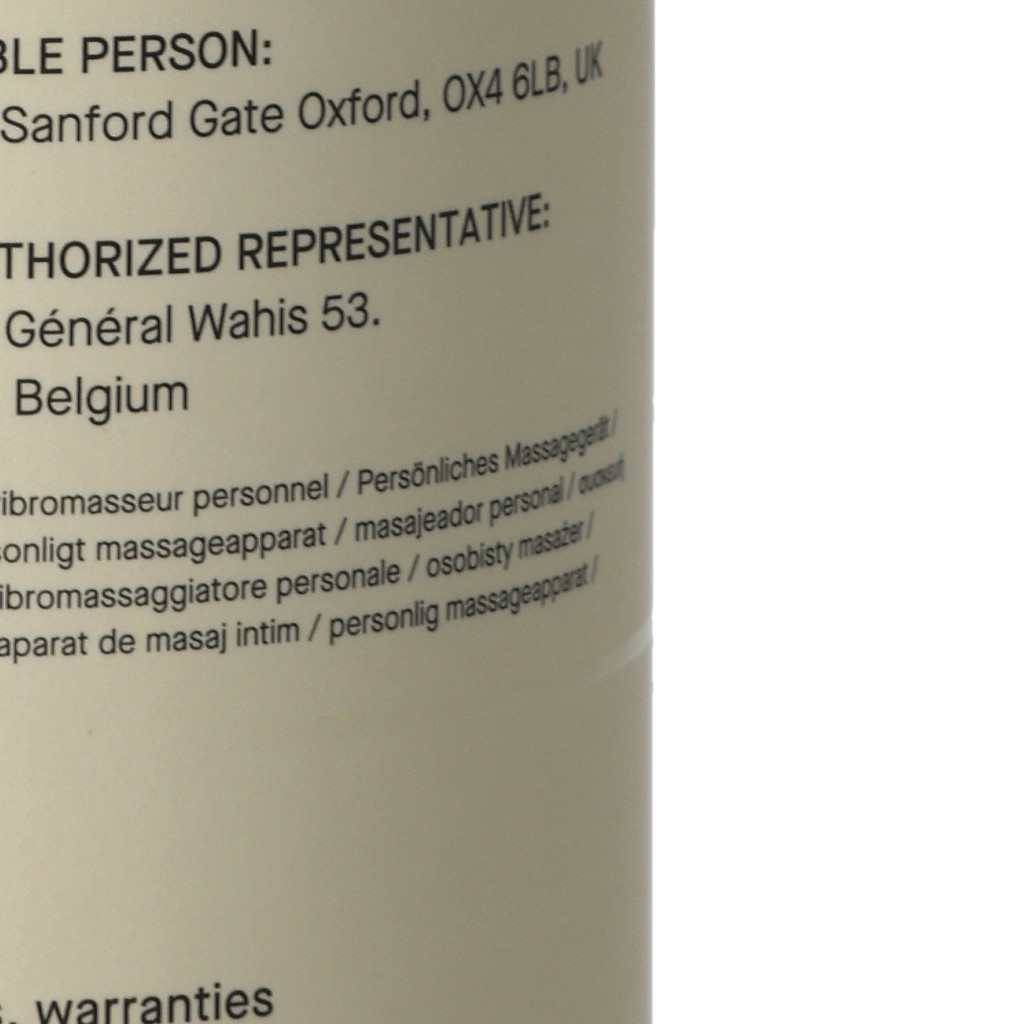 BLE PERSON:
Sanford Gate Oxford, OX4 6LB, UK
THORIZED REPRESENTATIVE:
Général Wahis 53.
Belgium
ibromasseur personnel / Persönliches Massagegerät /
sonligt massageapparat / masajeador personal /
ibromassaggiatore personale / osobisty masażer /
aparat de masaj intim / personlig massageapparat /
s, warranties